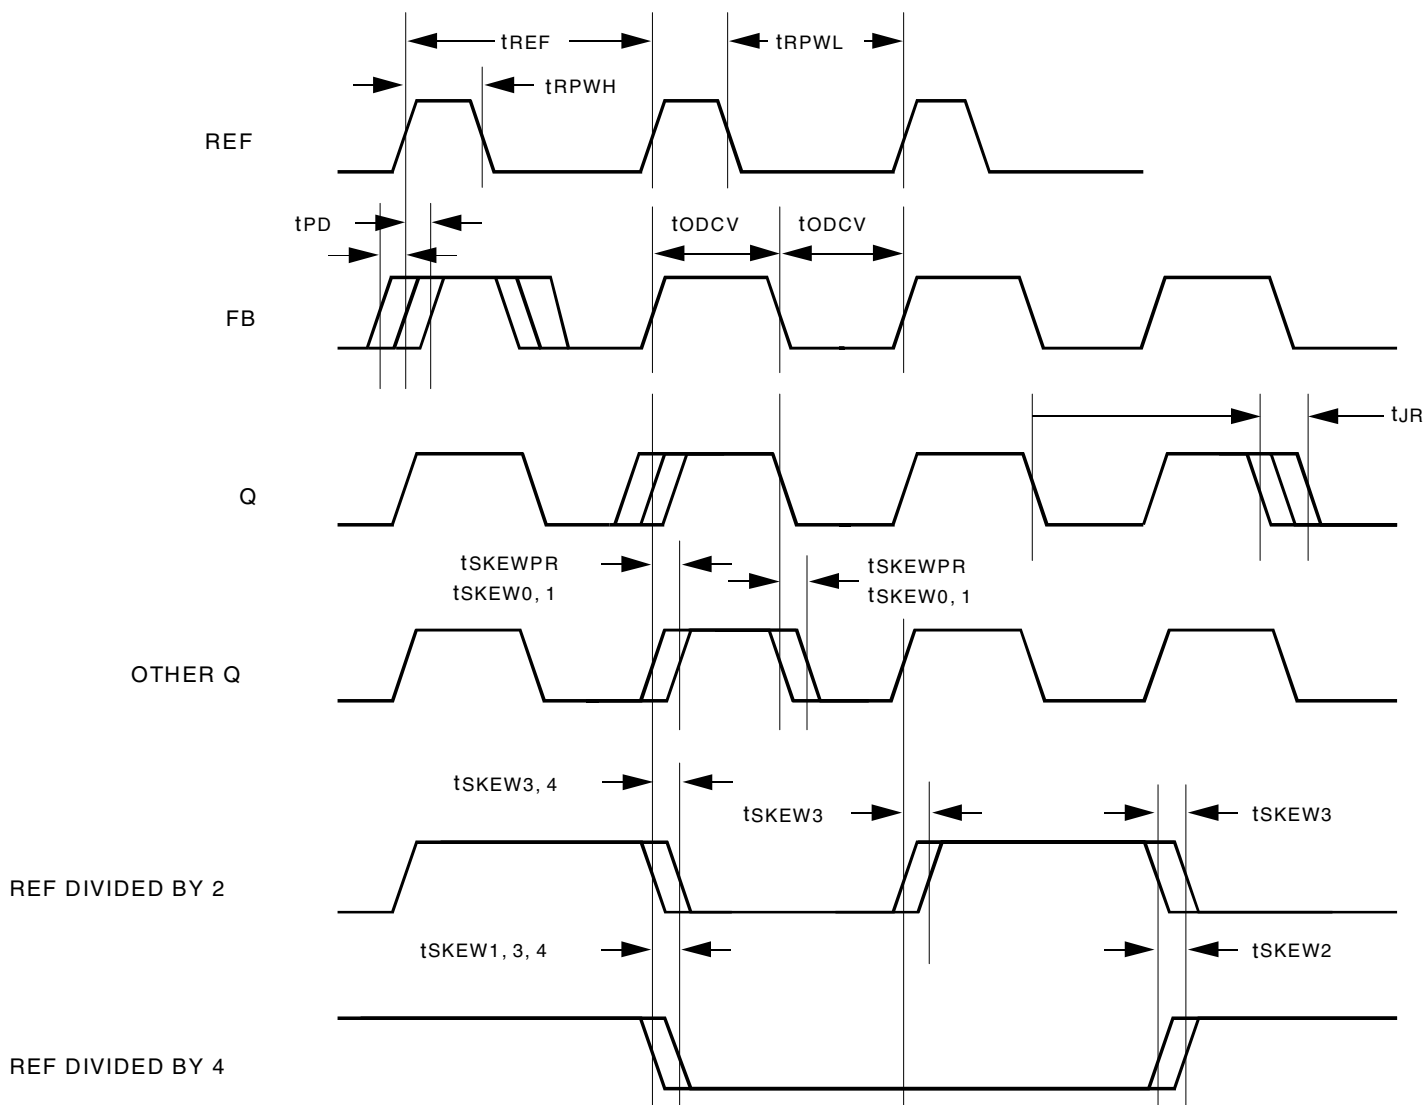 tREF
tRPWL
tRPWH
REF
tPD
tODCV
tODCV
FB
tJR
Q
tSKEWPR
tSKEW0, 1
tSKEWPR
tSKEW0, 1
OTHER Q
tSKEW3, 4
tSKEW3
tSKEW3
REF DIVIDED BY 2
tSKEW1, 3, 4
tSKEW2
REF DIVIDED BY 4